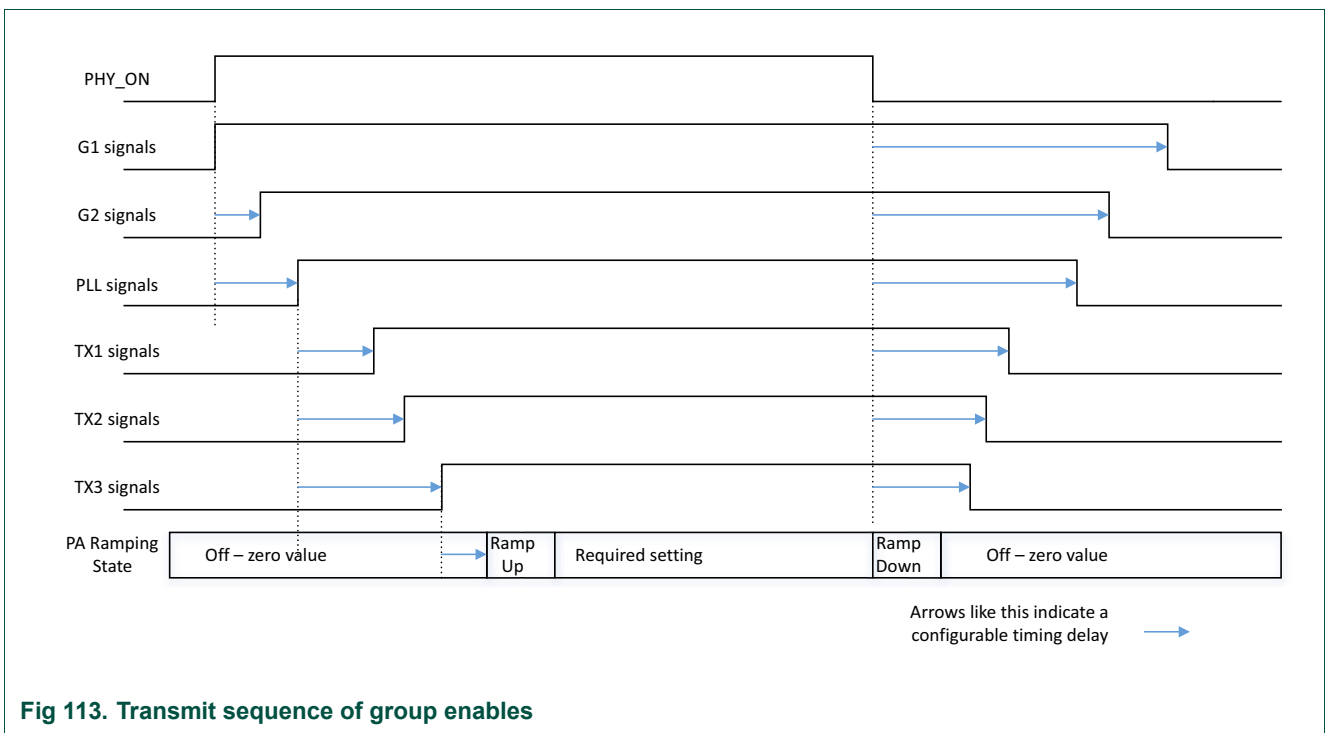 PHY_ON
G1 signals
G2 signals
PLL signals
TX1 signals
TX2 signals
TX3 signals
PA Ramping
State
Off – zero value
Ramp
Up
Required setting
Ramp
Down
Off – zero value
Arrows like this indicate a
configurable timing delay
Fig 113. Transmit sequence of group enables